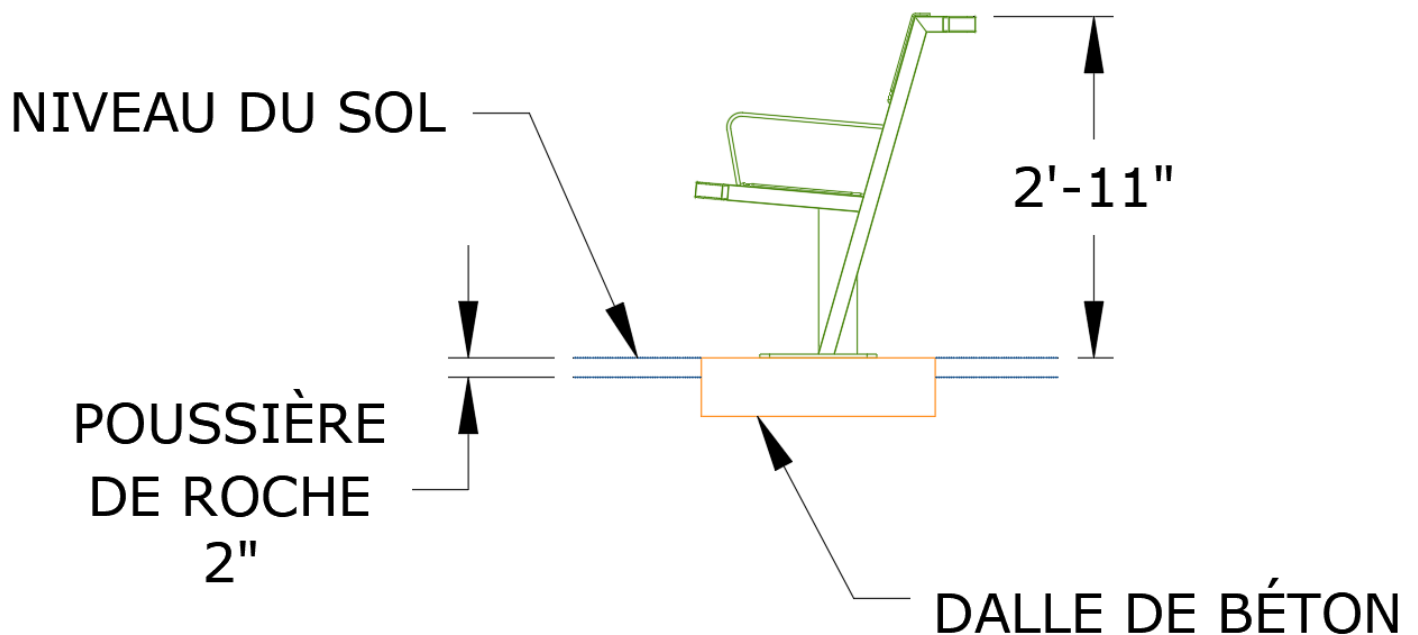 NIVEAU DU SOL
2'-11"
POUSSIÈRE
DE ROCHE
2"
DALLE DE BÉTON